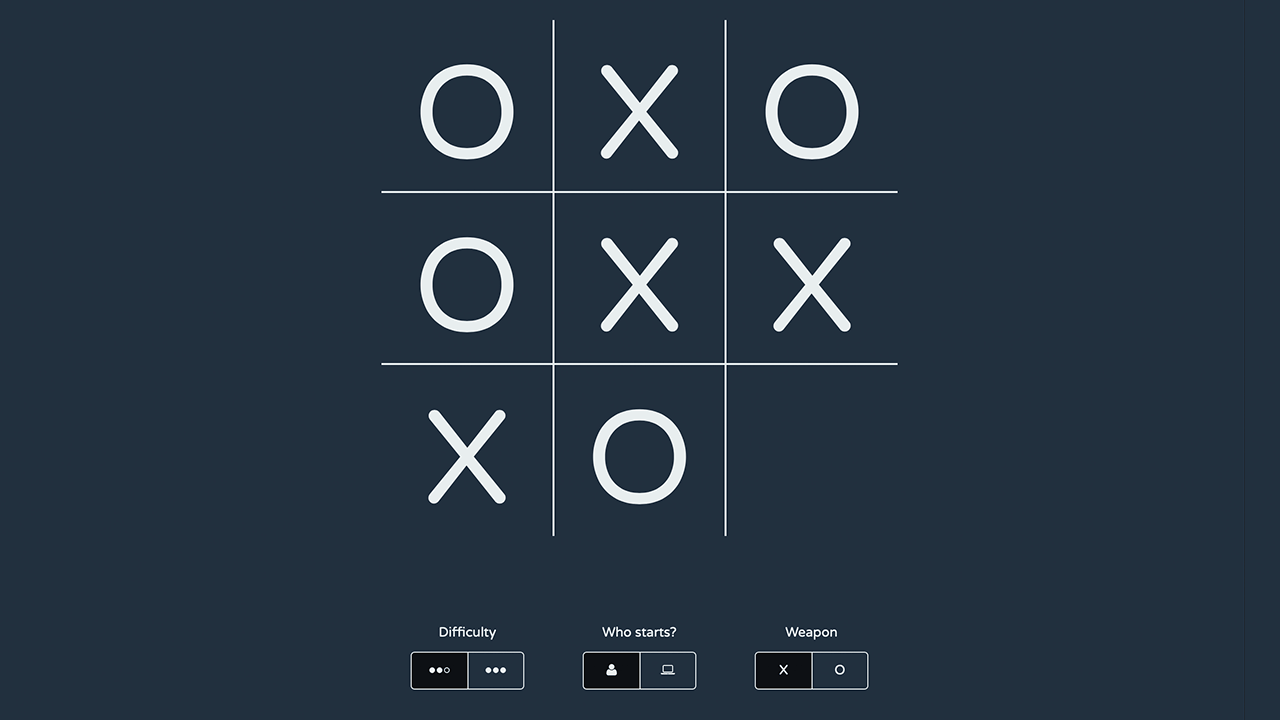 O X O
O X X
X O
Difficulty Who starts? Weapon
X O